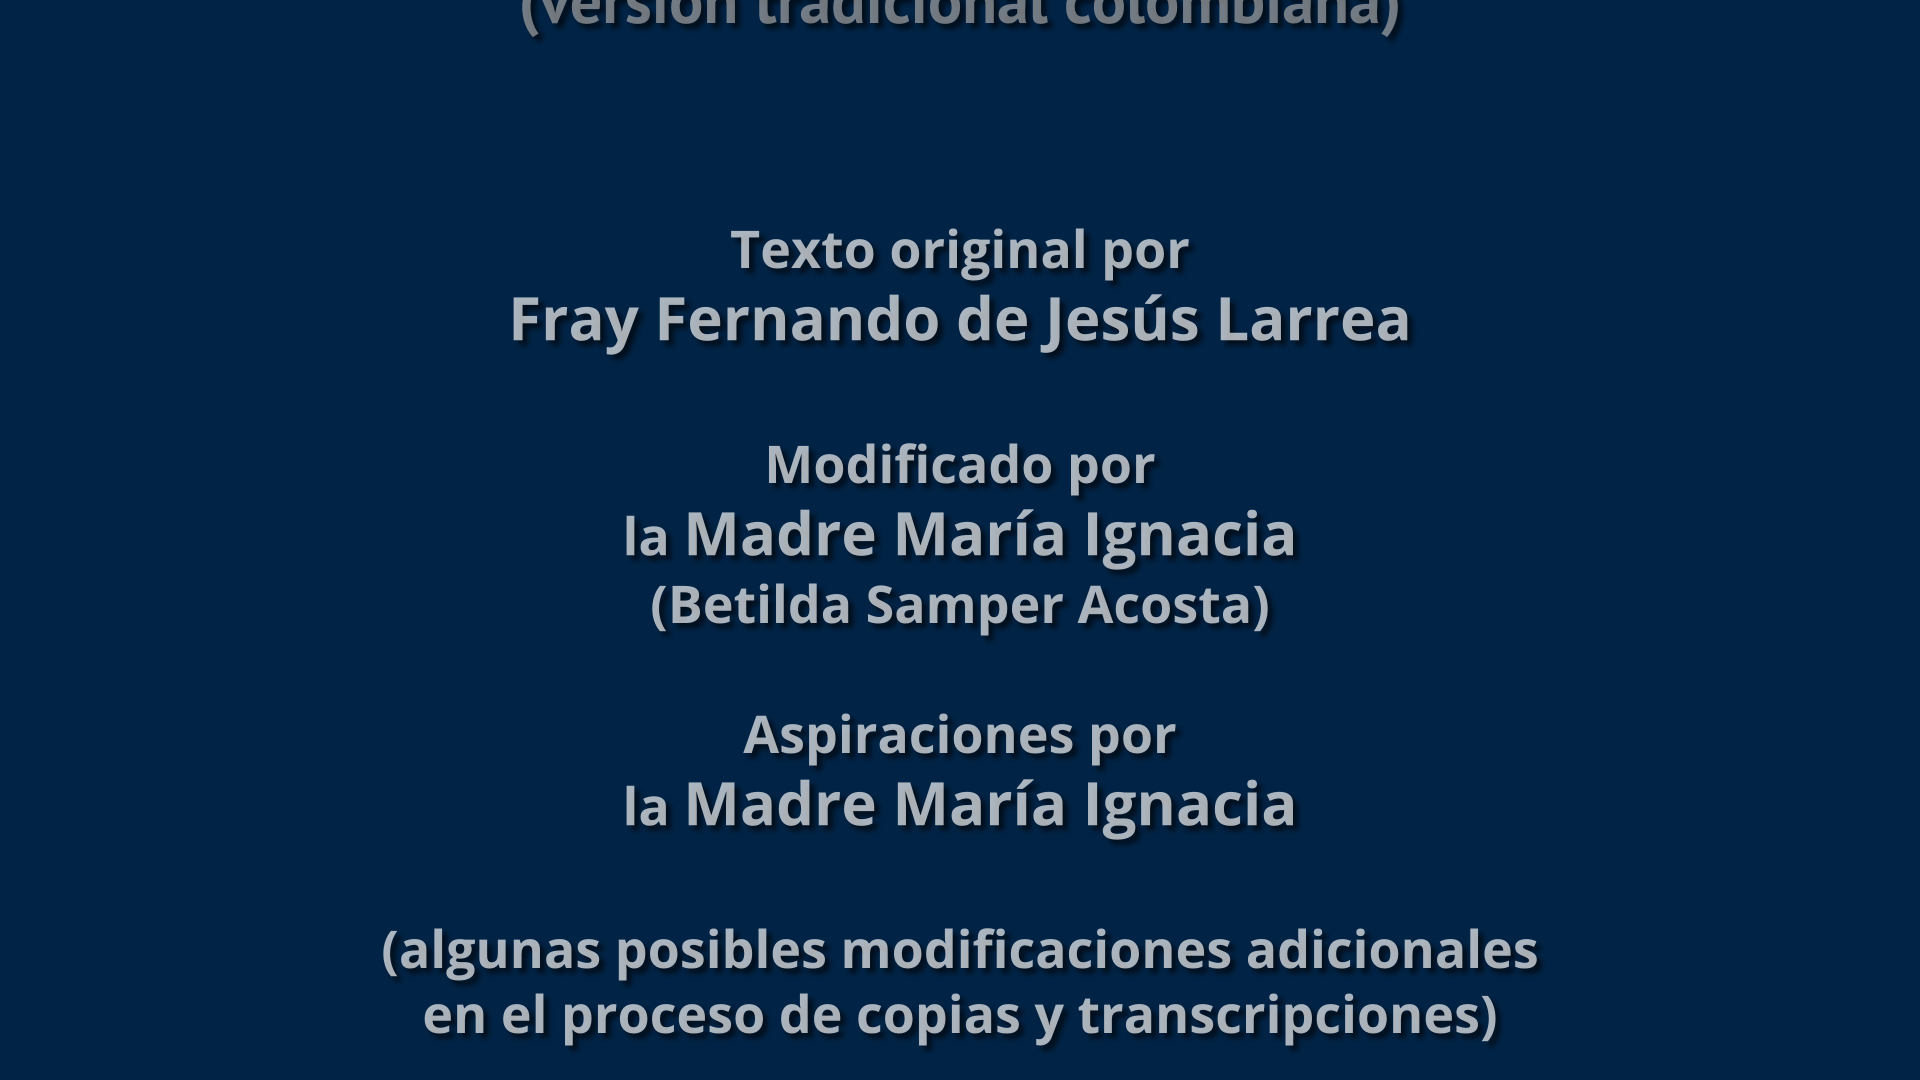 (versión tradicional colombiana)
Texto original por
Fray Fernando de Jesús Larrea
Modificado por
la Madre María Ignacia
(Betilda Samper Acosta)
Aspiraciones por
la Madre María Ignacia
(algunas posibles modificaciones adicionales
en el proceso de copias y transcripciones)